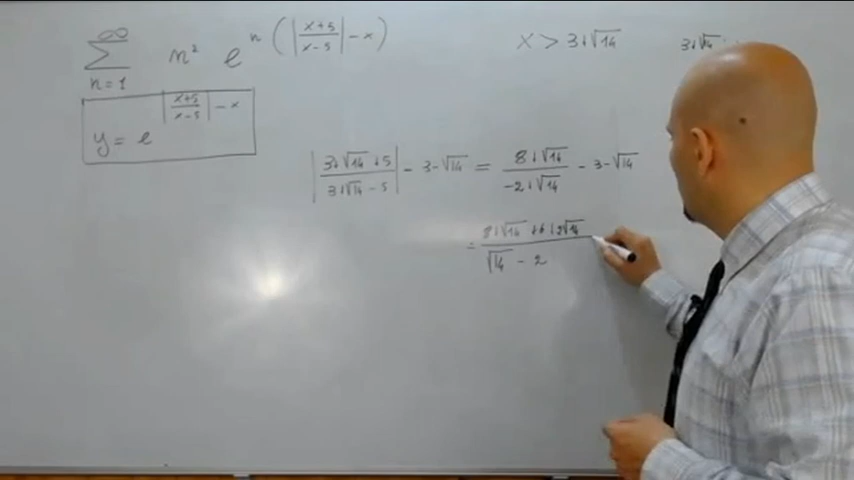 ∞
∑ n² e^{n(|x+5/x-5| - x)} x > 3+√14 3+√14
n=1
y = e^{|x+5/x-5| - x}
|3+√14+5/3+√14-5| - 3-√14 = 8+√14/-2+√14 - 3-√14
= 8+√14+6+2√14/√14-2